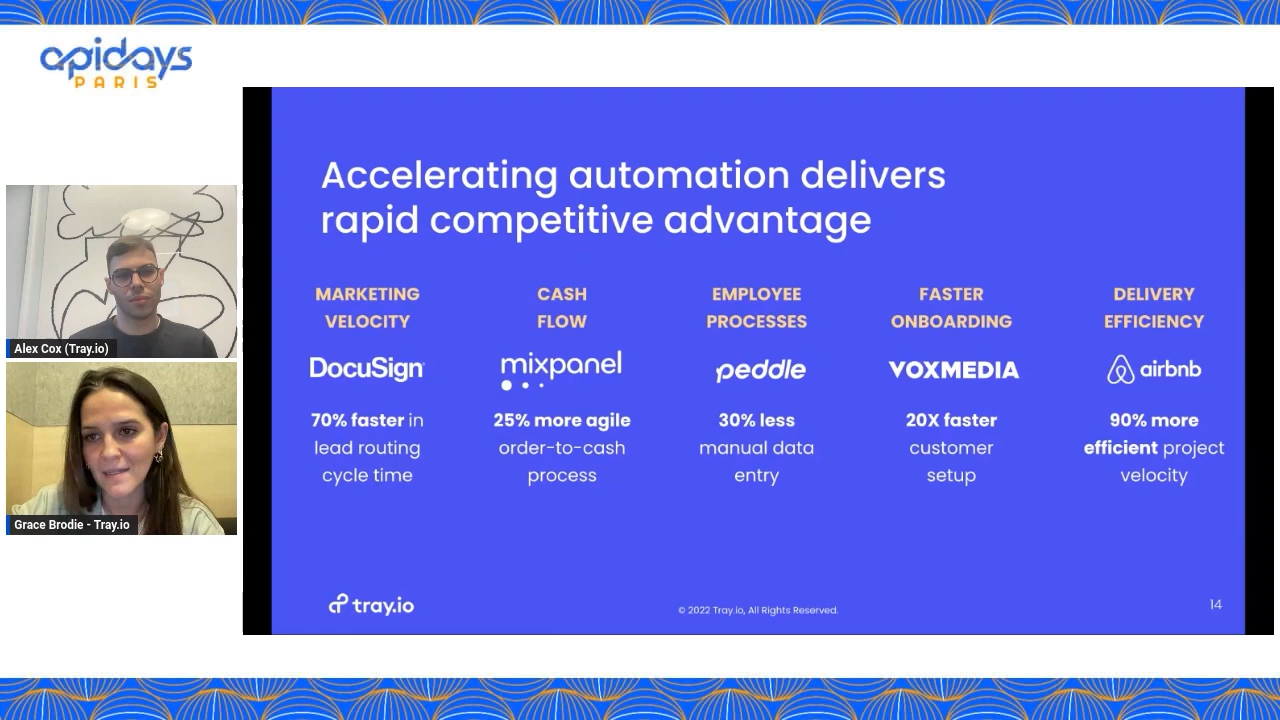 apidays
PARIS
Accelerating automation delivers
rapid competitive advantage
MARKETING
VELOCITY
DocuSign
70% faster in
lead routing
cycle time
CASH
FLOW
mixpanel
25% more agile
order-to-cash
process
EMPLOYEE
PROCESSES
peddle
30% less
manual data
entry
FASTER
ONBOARDING
VOXMEDIA
20X faster
customer
setup
DELIVERY
EFFICIENCY
airbnb
90% more
efficient project
velocity
Alex Cox (Tray.io)
Grace Brodie - Tray.io
tray.io
© 2022 Tray.io, All Rights Reserved.
14